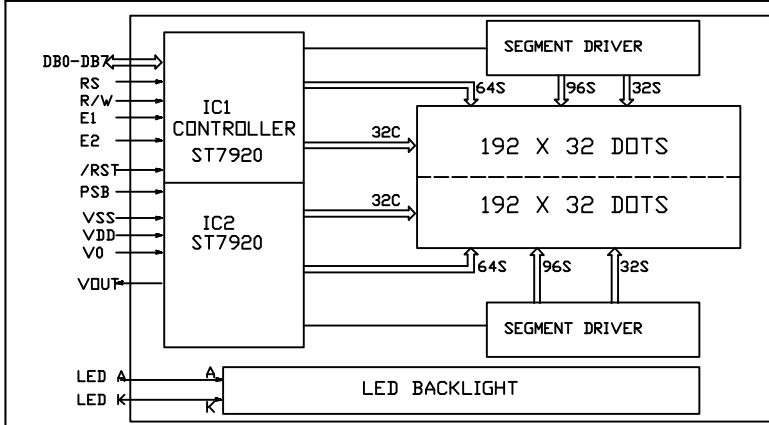 DB0-DB7
RS
R/W
E1
E2
/RST
PSB
VSS
VDD
V0
VOUT
LED A
LED K
IC1
CONTROLLER
ST7920
IC2
ST7920
SEGMENT DRIVER
64S 96S 32S
32C
192 X 32 DOTS
192 X 32 DOTS
32C
64S 96S 32S
SEGMENT DRIVER
A
K
LED BACKLIGHT